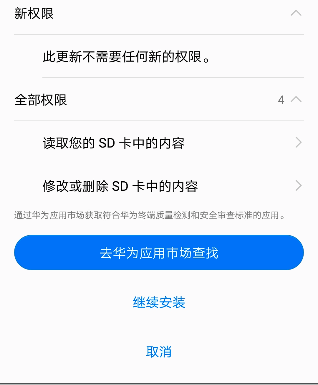 新权限
此更新不需要任何新的权限。
全部权限 4
读取您的 SD 卡中的内容
修改或删除 SD 卡中的内容
通过华为应用市场获取符合华为终端质量检测和安全审查标准的应用。
去华为应用市场查找
继续安装
取消